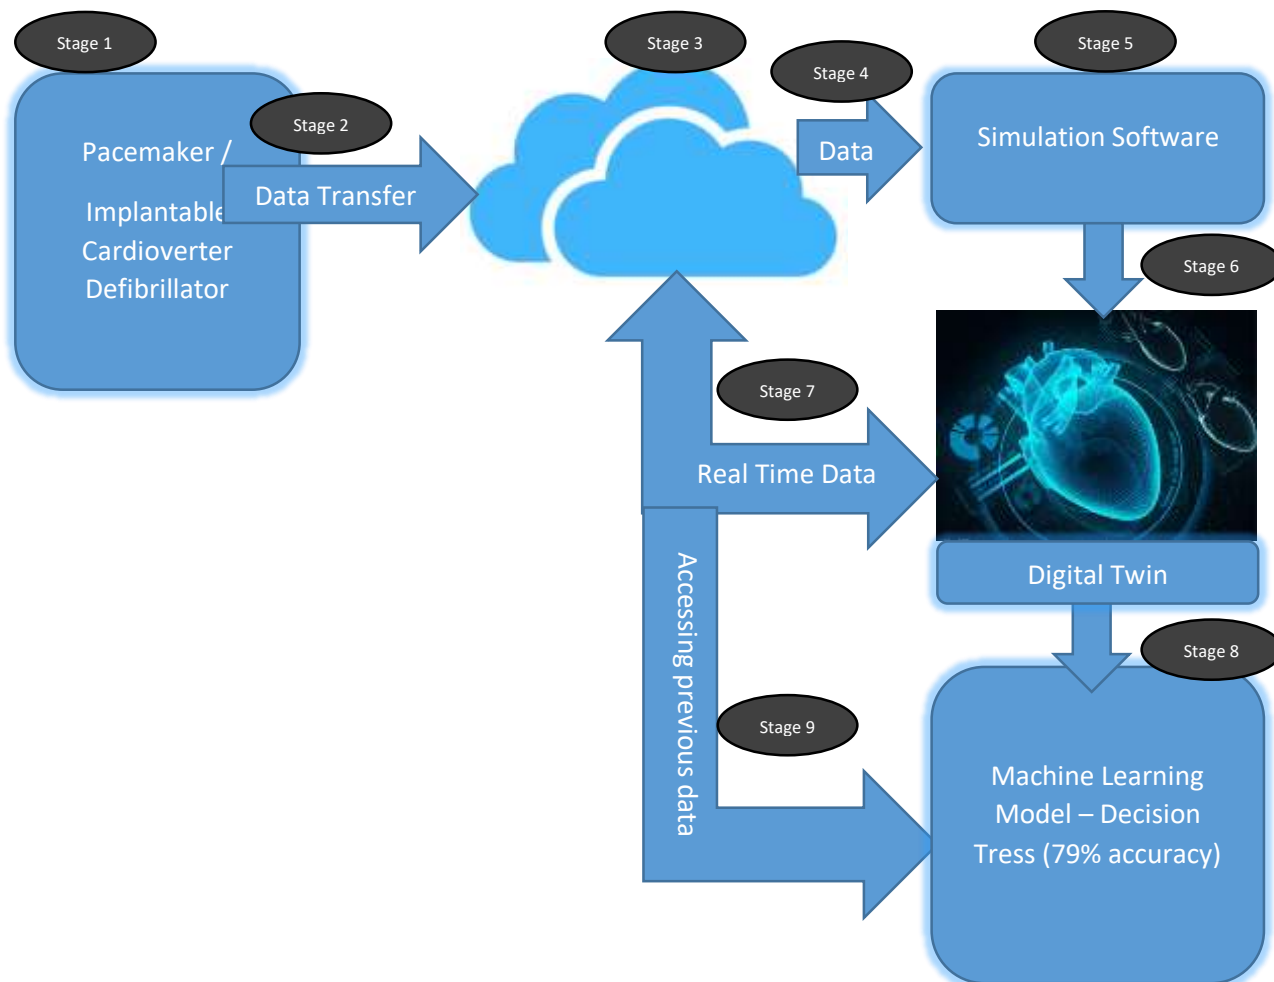 Stage 1
Pacemaker /
Implantable
Cardioverter
Defibrillator
Stage 2
Data Transfer
Stage 3
Stage 4
Data
Stage 5
Simulation Software
Stage 6
Stage 7
Real Time Data
Digital Twin
Stage 8
Accessing previous data
Stage 9
Machine Learning
Model – Decision
Tress (79% accuracy)